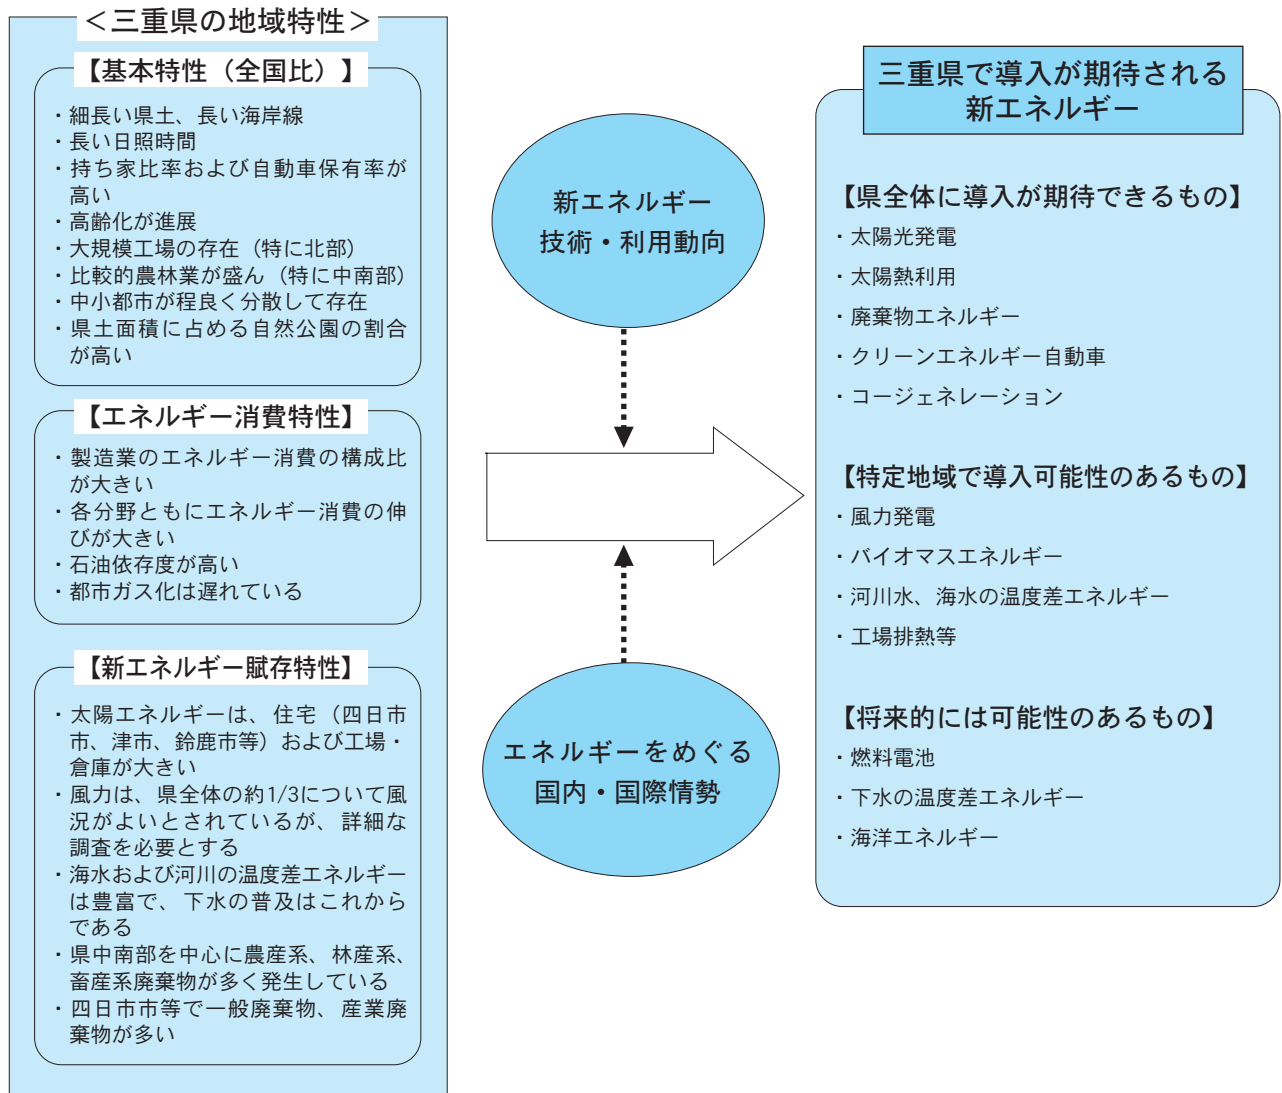 ＜三重県の地域特性＞
【基本特性（全国比）】
・細長い県土、長い海岸線
・長い日照時間
・持ち家比率および自動車保有率が
高い
・高齢化が進展
・大規模工場の存在（特に北部）
・比較的農林業が盛ん（特に中南部）
・中小都市が程良く分散して存在
・県土面積に占める自然公園の割合
が高い
【エネルギー消費特性】
・製造業のエネルギー消費の構成比
が大きい
・各分野ともにエネルギー消費の伸
びが大きい
・石油依存度が高い
・都市ガス化は遅れている
【新エネルギー賦存特性】
・太陽エネルギーは、住宅（四日市
市、津市、鈴鹿市等）および工場・
倉庫が大きい
・風力は、県全体の約1/3について風
況がよいとされているが、詳細な
調査を必要とする
・海水および河川の温度差エネルギー
は豊富で、下水の普及はこれから
である
・県中南部を中心に農産系、林産系、
畜産系廃棄物が多く発生している
・四日市市等で一般廃棄物、産業廃
棄物が多い
新エネルギー
技術・利用動向
エネルギーをめぐる
国内・国際情勢
三重県で導入が期待される
新エネルギー
【県全体に導入が期待できるもの】
・太陽光発電
・太陽熱利用
・廃棄物エネルギー
・クリーンエネルギー自動車
・コージェネレーション
【特定地域で導入可能性のあるもの】
・風力発電
・バイオマスエネルギー
・河川水、海水の温度差エネルギー
・工場排熱等
【将来的には可能性のあるもの】
・燃料電池
・下水の温度差エネルギー
・海洋エネルギー